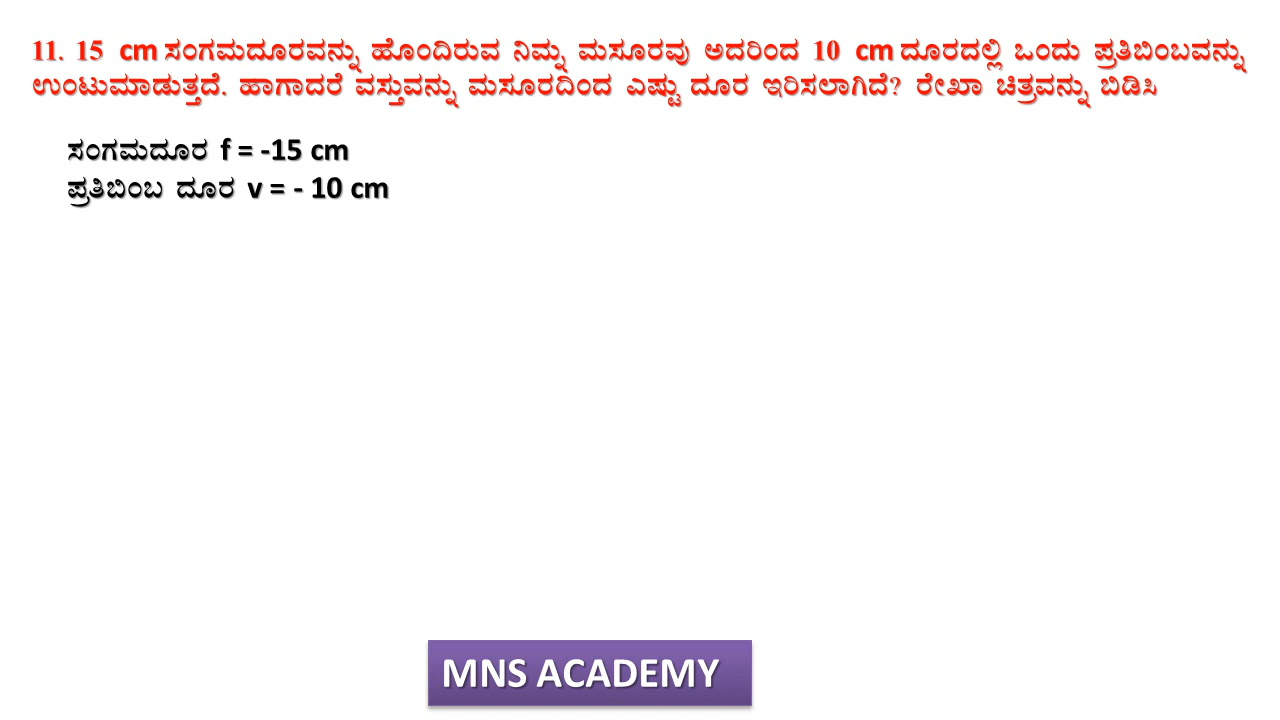 11. 15 cm ಸಂಗಮದೂರವನ್ನು ಹೊಂದಿರುವ ನಿಮ್ನ ಮಸೂರವು ಅದರಿಂದ 10 cm ದೂರದಲ್ಲಿ ಒಂದು ಪ್ರತಿಬಿಂಬವನ್ನು
ಉಂಟುಮಾಡುತ್ತದೆ. ಹಾಗಾದರೆ ವಸ್ತುವನ್ನು ಮಸೂರದಿಂದ ಎಷ್ಟು ದೂರ ಇರಿಸಲಾಗಿದೆ? ರೇಖಾ ಚಿತ್ರವನ್ನು ಬಿಡಿಸಿ
ಸಂಗಮದೂರ f = -15 cm
ಪ್ರತಿಬಿಂಬ ದೂರ v = - 10 cm
MNS ACADEMY